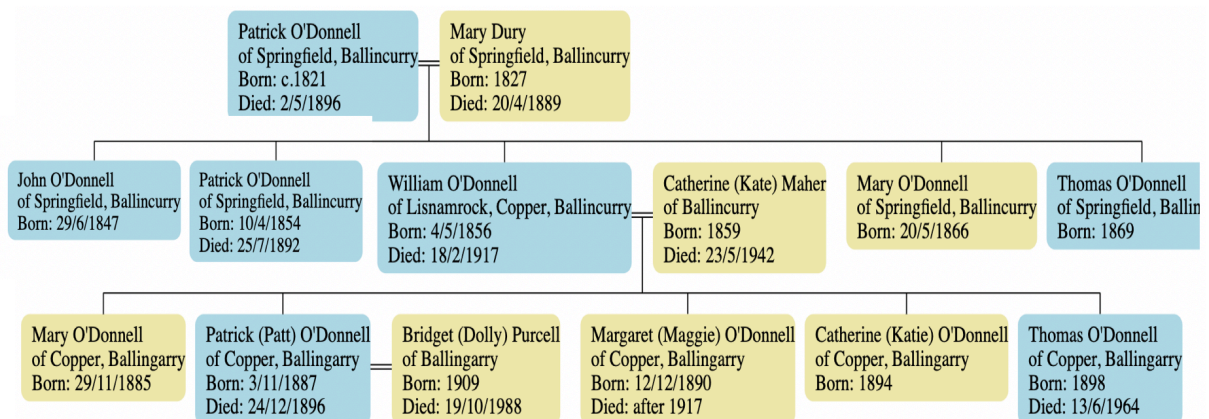 Patrick O'Donnell
of Springfield, Ballincurry
Born: c.1821
Died: 2/5/1896
Mary Dury
of Springfield, Ballincurry
Born: 1827
Died: 20/4/1889
John O'Donnell
of Springfield, Ballincurry
Born: 29/6/1847
Patrick O'Donnell
of Springfield, Ballincurry
Born: 10/4/1854
Died: 25/7/1892
William O'Donnell
of Lisnamrock, Copper, Ballincurry
Born: 4/5/1856
Died: 18/2/1917
Catherine (Kate) Maher
of Ballincurry
Born: 1859
Died: 23/5/1942
Mary O'Donnell
of Springfield, Ballincurry
Born: 20/5/1866
Thomas O'Donnell
of Springfield, Ballin
Born: 1869
Mary O'Donnell
of Copper, Ballingarry
Born: 29/11/1885
Patrick (Patt) O'Donnell
of Copper, Ballingarry
Born: 3/11/1887
Died: 24/12/1896
Bridget (Dolly) Purcell
of Ballingarry
Born: 1909
Died: 19/10/1988
Margaret (Maggie) O'Donnell
of Copper, Ballingarry
Born: 12/12/1890
Died: after 1917
Catherine (Katie) O'Donnell
of Copper, Ballingarry
Born: 1894
Thomas O'Donnell
of Copper, Ballingarry
Born: 1898
Died: 13/6/1964